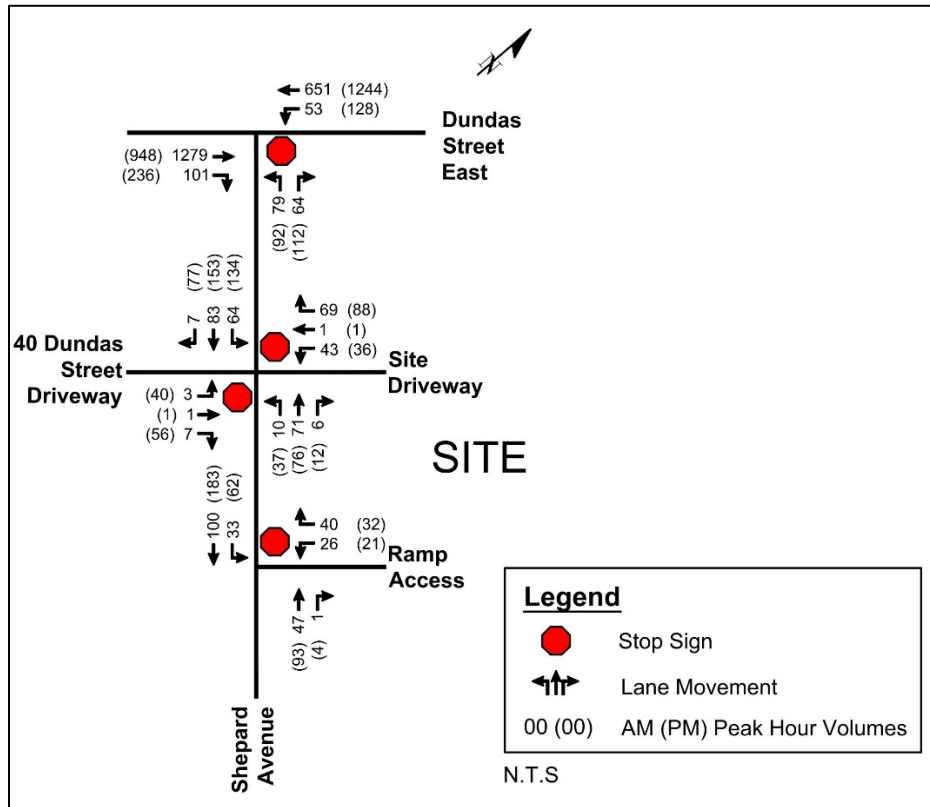 N
651 (1244)
53 (128)
Dundas
Street
East
(948) 1279
(236) 101
(92) 79
(112) 64
7 (77)
83 (153)
64 (134)
69 (88)
1 (1)
43 (36)
40 Dundas
Street
Driveway
Site
Driveway
(40) 3
(1) 1
(56) 7
(37) 10
(76) 71
(12) 6
SITE
100 (183)
33 (62)
40 (32)
26 (21)
Ramp
Access
(93) 47
(4) 1
Shepard
Avenue
Legend
Stop Sign
Lane Movement
00 (00) AM (PM) Peak Hour Volumes
N.T.S